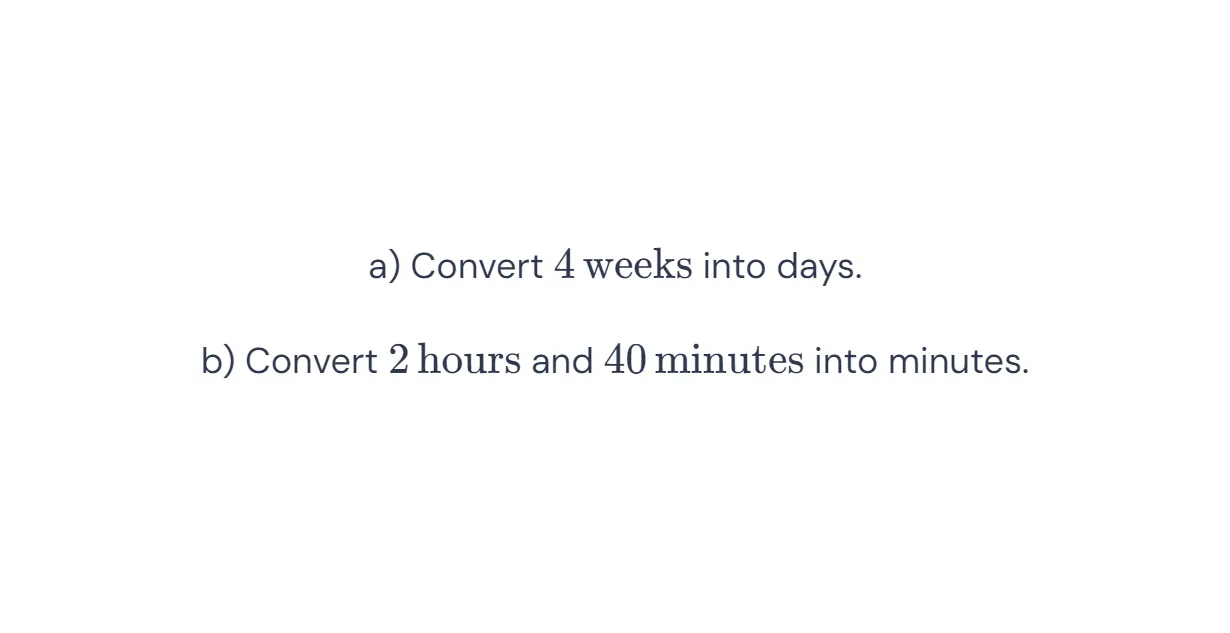 a) Convert 4 weeks into days.
b) Convert 2 hours and 40 minutes into minutes.